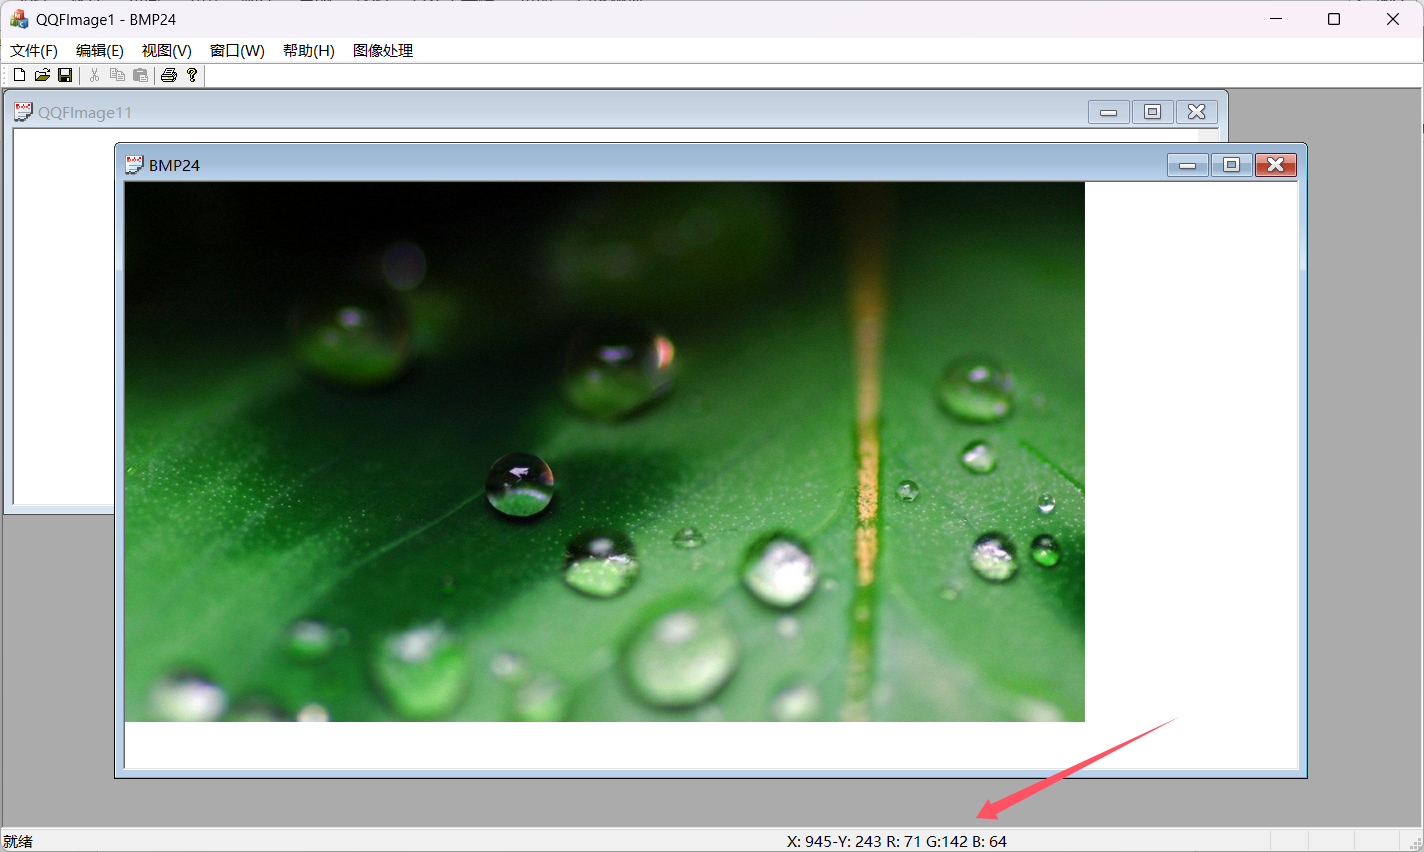 QQFImage1 - BMP24
文件(F) 编辑(E) 视图(V) 窗口(W) 帮助(H) 图像处理
QQFImage11
BMP24
就绪 X: 945-Y: 243 R: 71 G:142 B: 64